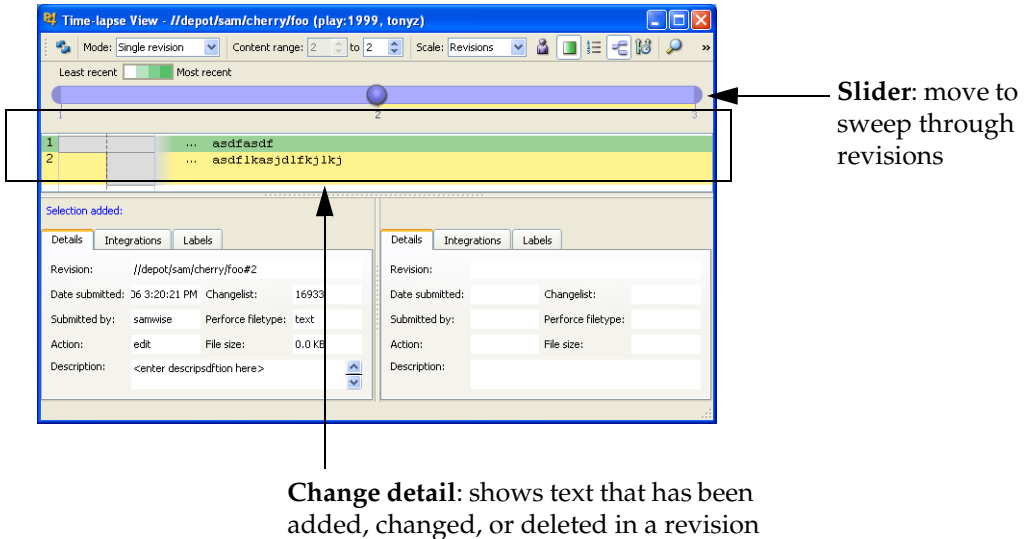 Time-lapse View - //depot/sam/cherry/foo (play:1999, tonyz)
Mode: Single revision Content range: 2 to 2 Scale: Revisions »
Least recent Most recent
1 2 3
Slider: move to
sweep through
revisions
1 ... asdfasdf
2 ... asdflkasjdlfkjlkj
Selection added:
Details Integrations Labels
Revision: //depot/sam/cherry/foo#2
Date submitted: 06 3:20:21 PM Changelist: 16933
Submitted by: samwise Perforce filetype: text
Action: edit File size: 0.0 KB
Description: <enter descripsdftion here>
Details Integrations Labels
Revision:
Date submitted: Changelist:
Submitted by: Perforce filetype:
Action: File size:
Description:
Change detail: shows text that has been
added, changed, or deleted in a revision